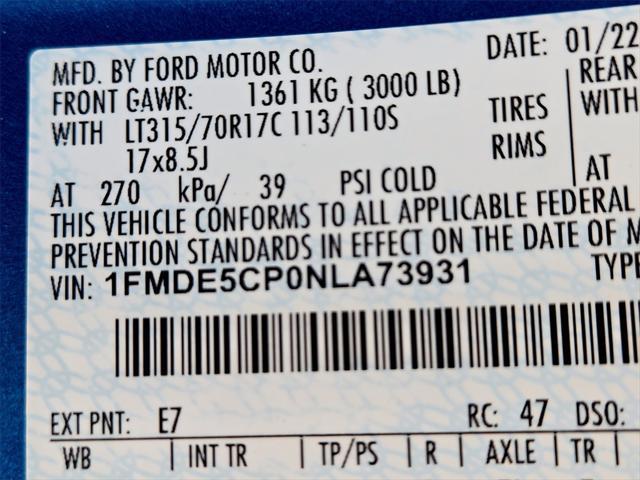 MFD. BY FORD MOTOR CO.
DATE: 01/22
FRONT GAWR: 1361 KG ( 3000 LB)
REAR
WITH LT315/70R17C 113/110S TIRES
WITH
17x8.5J RIMS
AT 270 kPa/ 39 PSI COLD
AT
THIS VEHICLE CONFORMS TO ALL APPLICABLE FEDERAL
PREVENTION STANDARDS IN EFFECT ON THE DATE OF M
VIN: 1FMDE5CP0NLA73931
TYPE
EXT PNT: E7 RC: 47 DSO:
WB INT TR TP/PS R AXLE TR